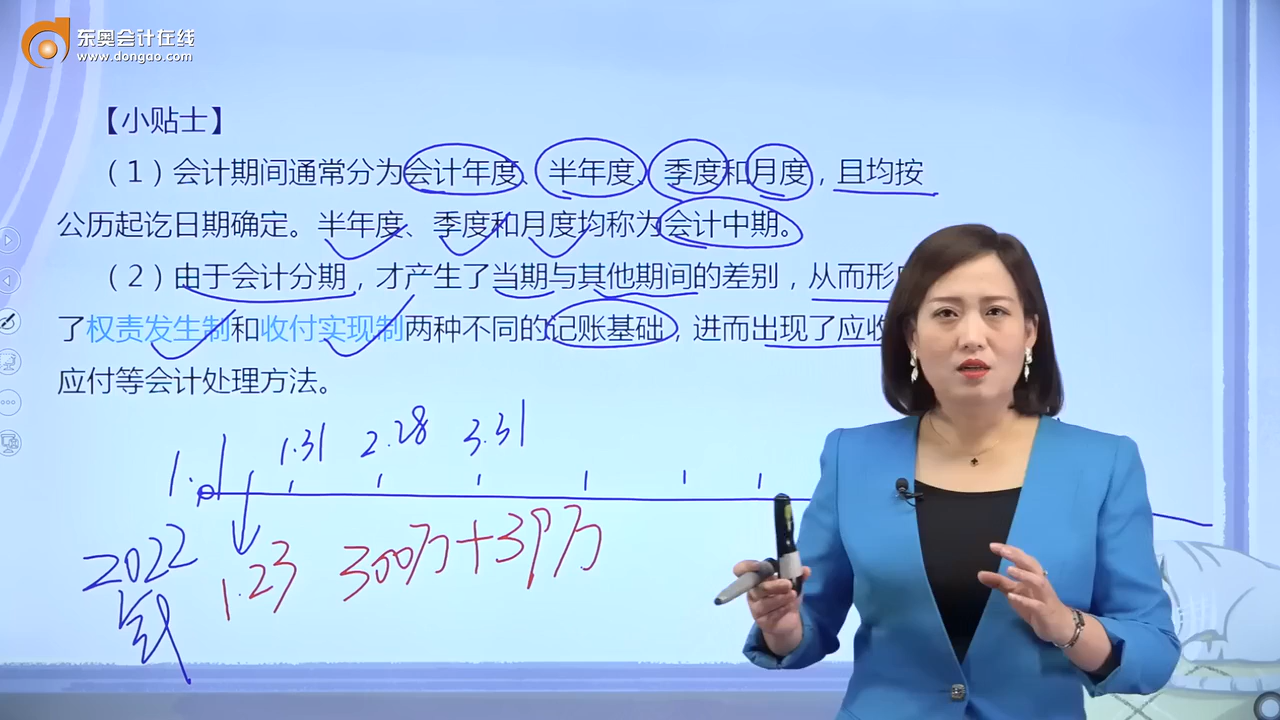 东奥会计在线
www.dongao.com
【小贴士】
（1）会计期间通常分为会计年度、半年度、季度和月度，且均按
公历起讫日期确定。半年度、季度和月度均称为会计中期。
（2）由于会计分期，才产生了当期与其他期间的差别，从而形
了权责发生制和收付实现制两种不同的记账基础，进而出现了应收
应付等会计处理方法。
1.1 1.31 2.28 3.31
2022 1.23 300万+39万